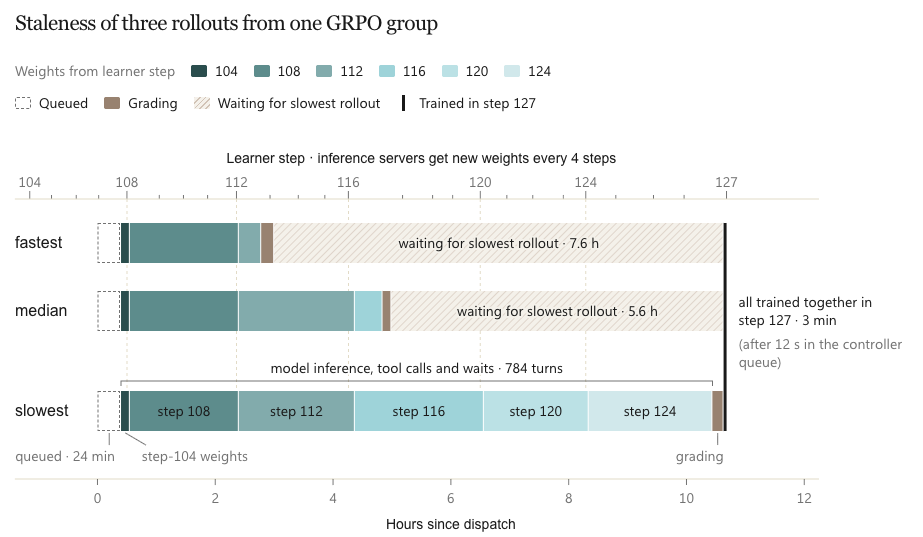 Staleness of three rollouts from one GRPO group
Weights from learner step 104 108 112 116 120 124
Queued Grading Waiting for slowest rollout Trained in step 127
Learner step · inference servers get new weights every 4 steps
104 108 112 116 120 124 127
fastest waiting for slowest rollout · 7.6 h
median waiting for slowest rollout · 5.6 h
all trained together in
step 127 · 3 min
(after 12 s in the controller
queue)
model inference, tool calls and waits · 784 turns
slowest step 108 step 112 step 116 step 120 step 124
queued · 24 min step-104 weights grading
0 2 4 6 8 10 12
Hours since dispatch